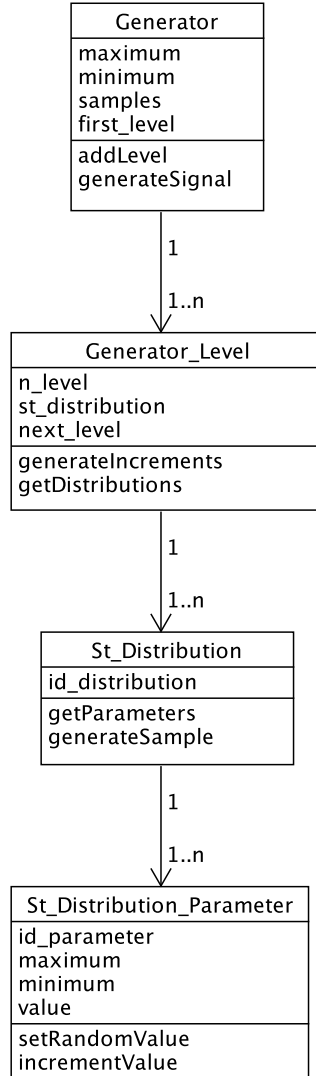 Generator
maximum
minimum
samples
first_level
addLevel
generateSignal
1
1..n
Generator_Level
n_level
st_distribution
next_level
generateIncrements
getDistributions
1
1..n
St_Distribution
id_distribution
getParameters
generateSample
1
1..n
St_Distribution_Parameter
id_parameter
maximum
minimum
value
setRandomValue
incrementValue